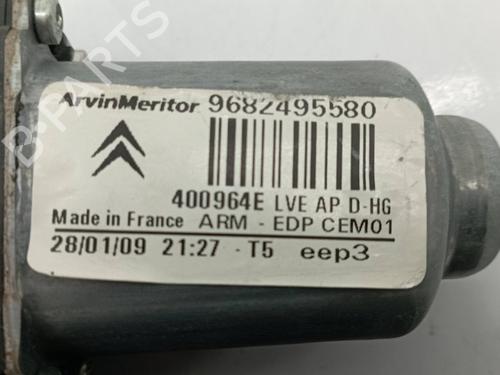 ArvinMeritor 9682495580
400964E LVE AP D-HG
Made in France ARM - EDP CEM01
28/01/09 21:27 - T5 eep3
B-PARTS